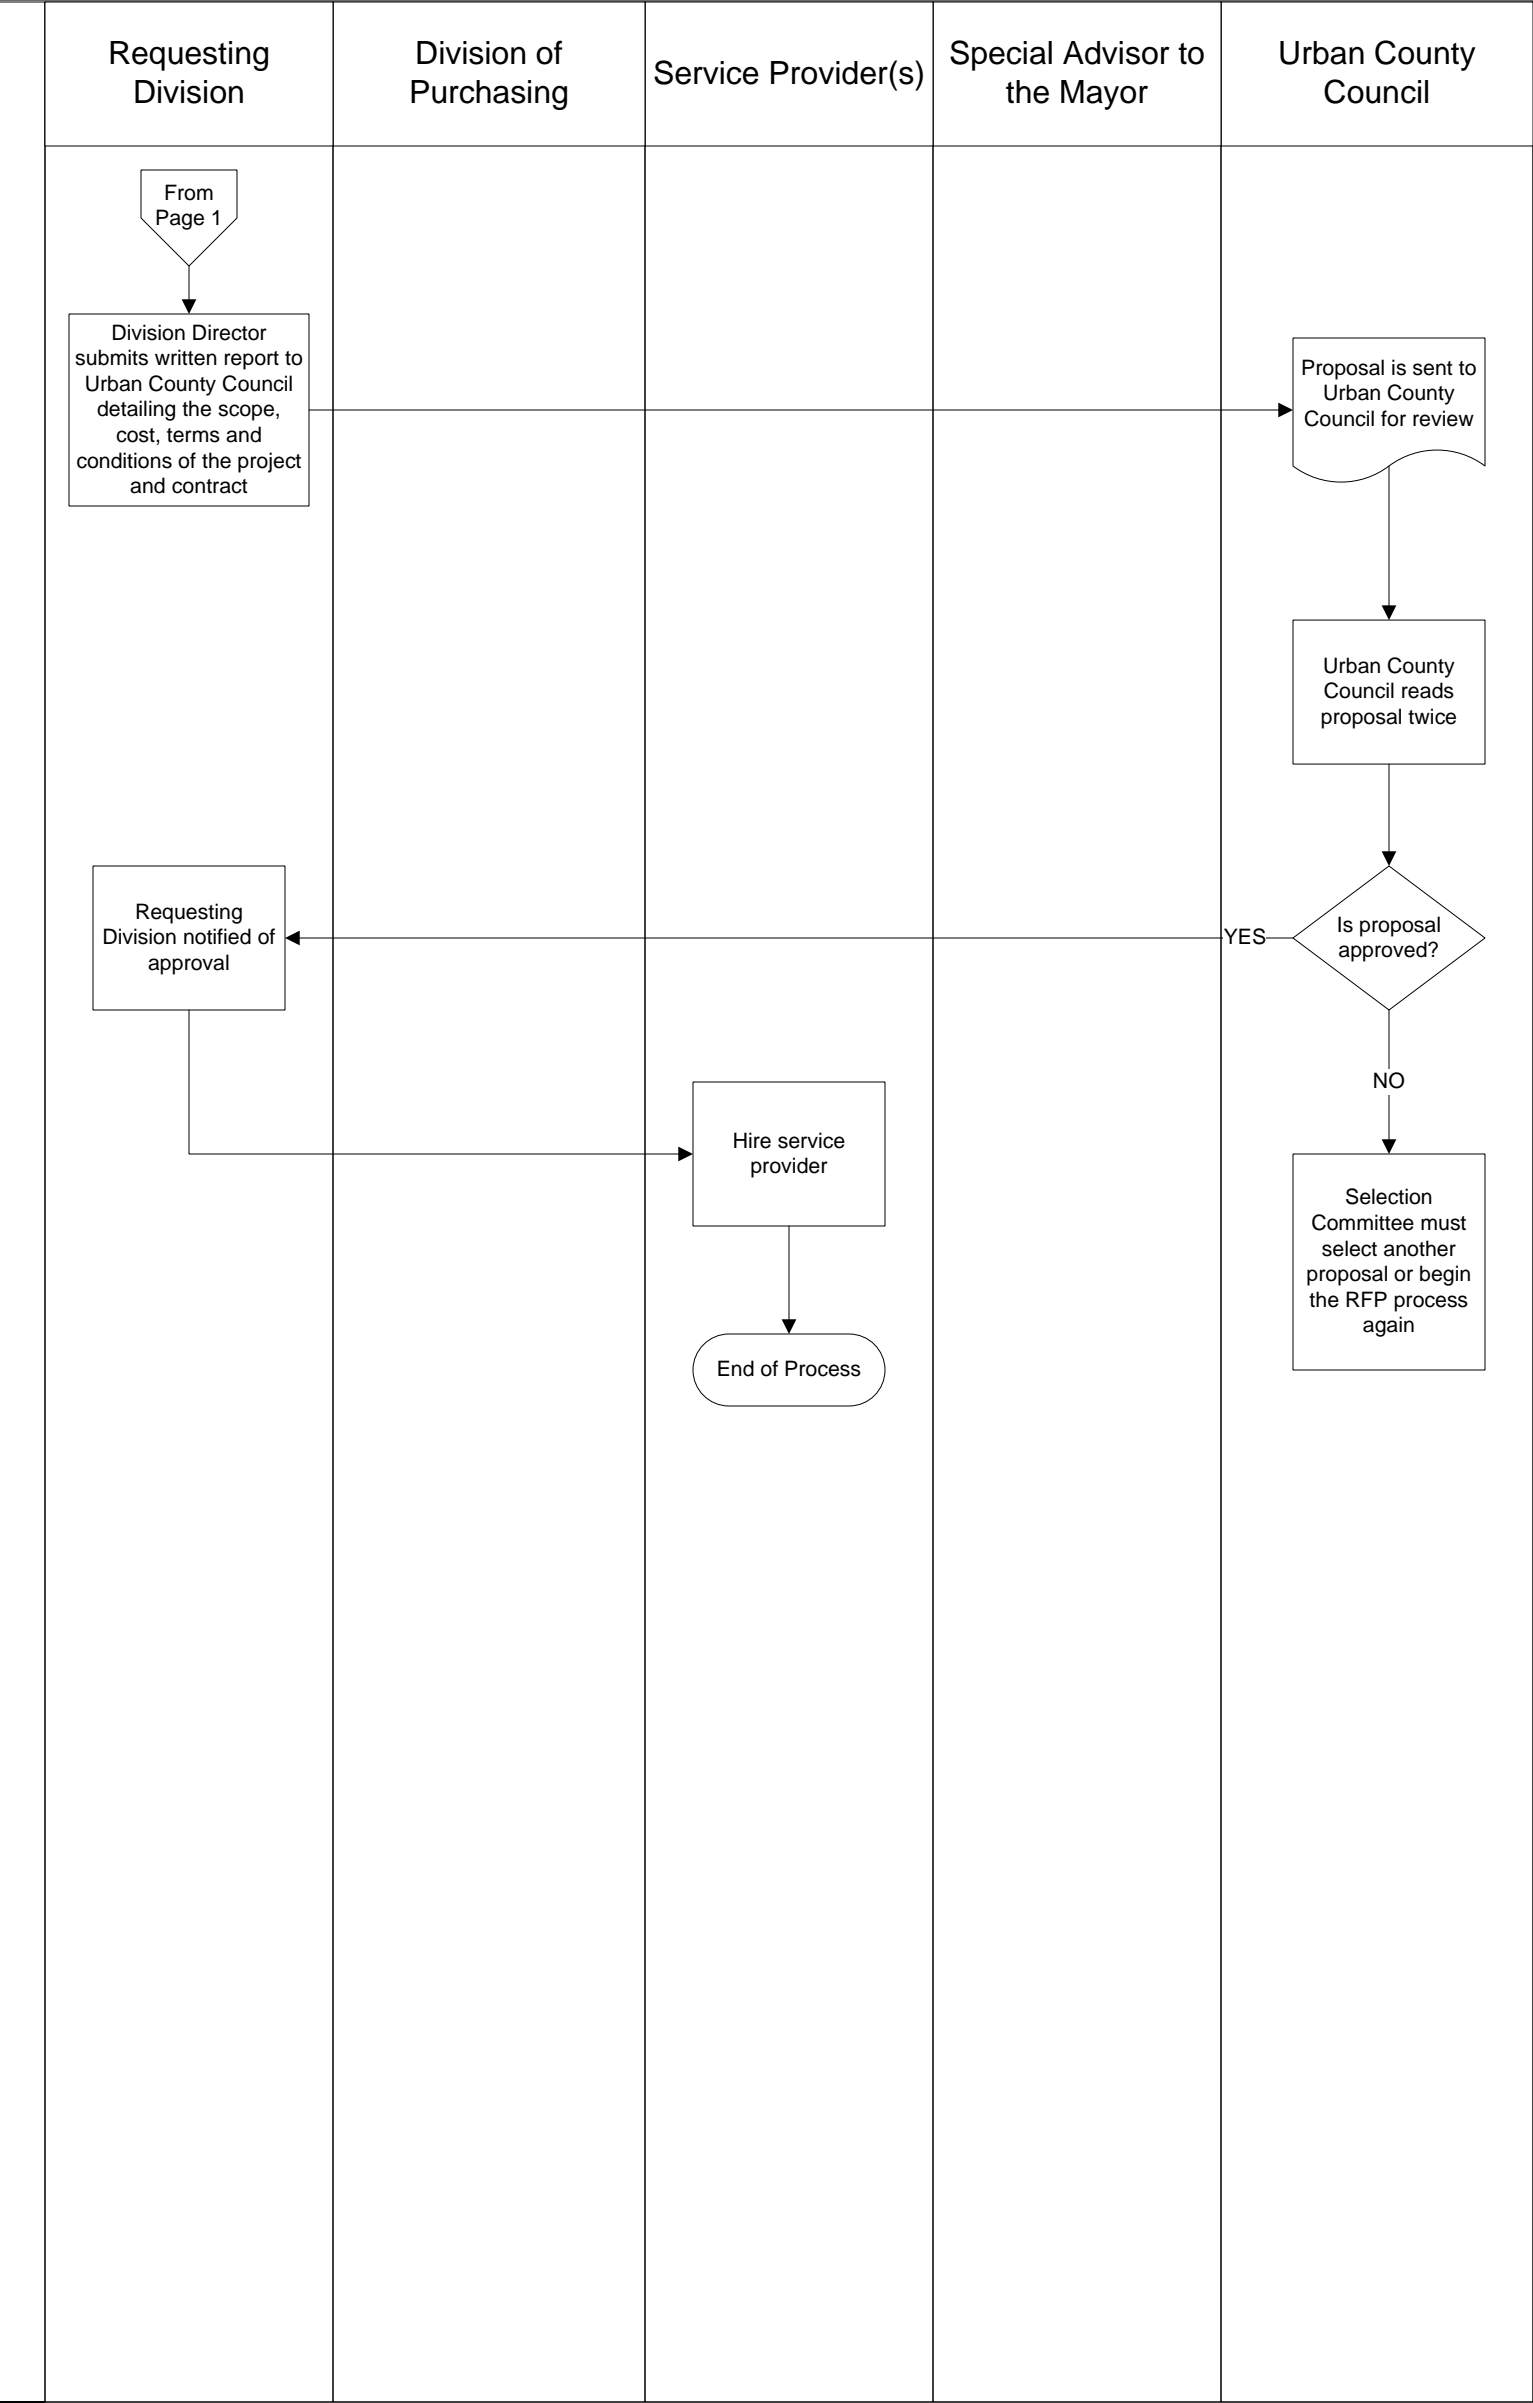 Requesting
Division
Division of
Purchasing
Service Provider(s)
Special Advisor to
the Mayor
Urban County
Council
From
Page 1
Division Director
submits written report to
Urban County Council
detailing the scope,
cost, terms and
conditions of the project
and contract
Proposal is sent to
Urban County
Council for review
Urban County
Council reads
proposal twice
Is proposal
approved?
YES
Requesting
Division notified of
approval
NO
Hire service
provider
Selection
Committee must
select another
proposal or begin
the RFP process
again
End of Process